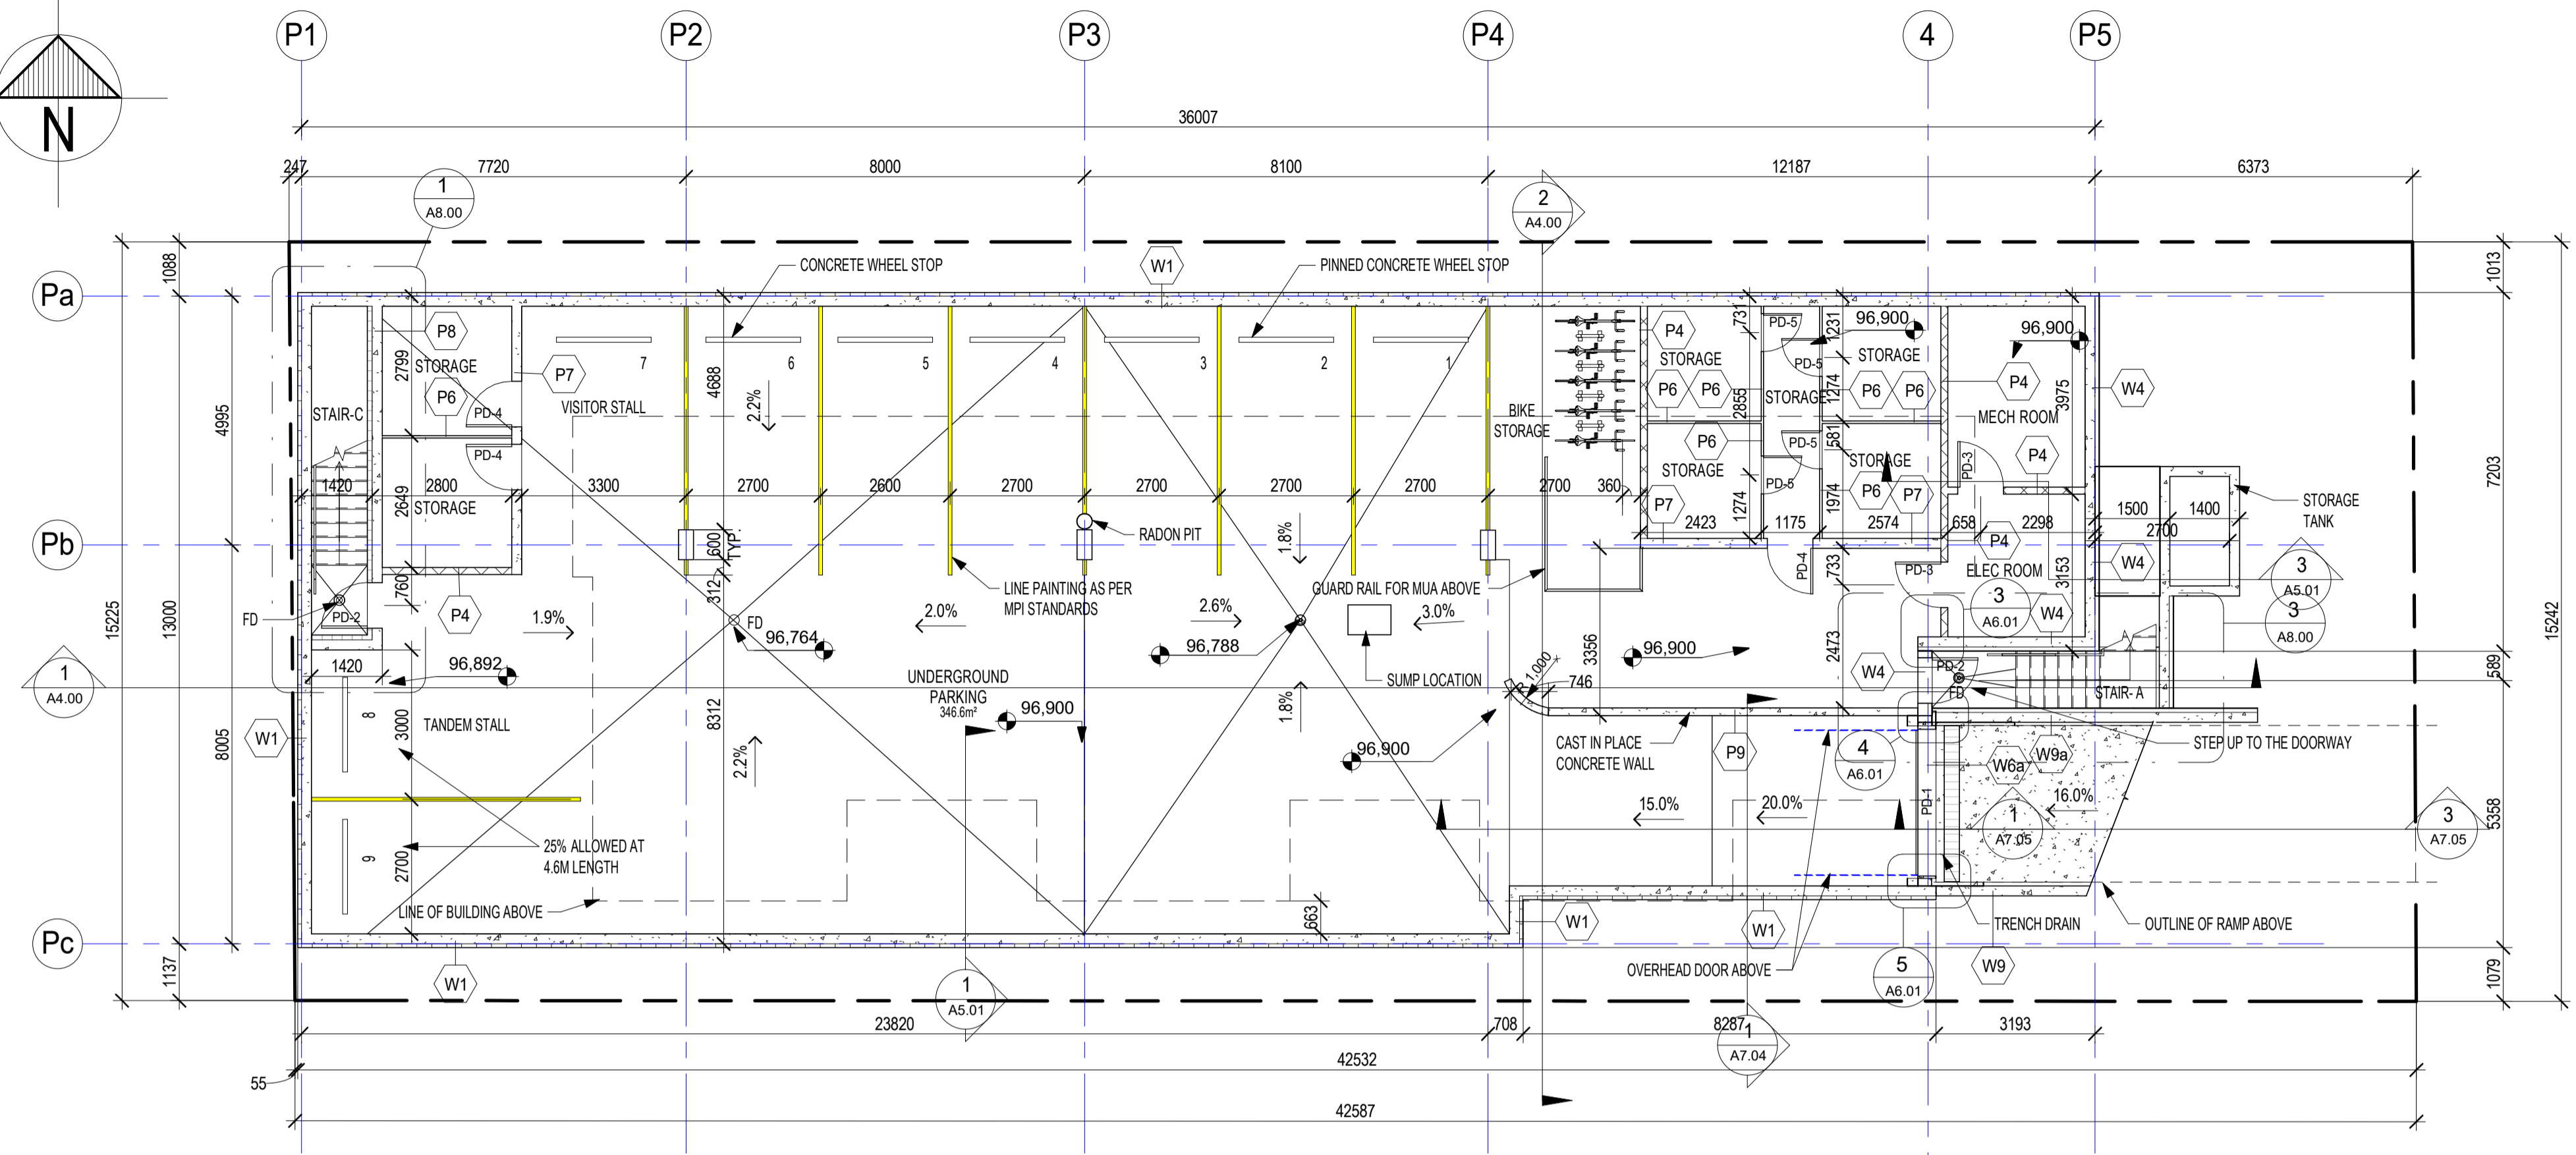 P1
P2
P3
P4
4
P5
N
36007
247
7720
8000
8100
12187
6373
1
A8.00
2
A4.00
Pa
Pb
Pc
1088
4995
15225
13000
8005
1137
1013
7203
15242
589
5358
1079
CONCRETE WHEEL STOP
W1
PINNED CONCRETE WHEEL STOP
P8
STORAGE
2799
P6
P7
STAIR-C
PD-4
PD-4
VISITOR STALL
7
6
5
4
3
2
1
4688
2.2%
BIKE
STORAGE
P4
STORAGE
731
PD-5
1231
96,900
PD-5
STORAGE
96,900
P6
P6
2855
STORAGE
1274
P6
P6
P4
3975
MECH ROOM
W4
P6
STORAGE
PD-5
581
STORAGE
PD-3
P4
1420
2800
3300
2700
2600
2700
2700
2700
2700
2700
360
2649
STORAGE
P7
1274
PD-5
1974
P6
P7
2423
1175
2574
658
2298
1500
1400
2700
STORAGE
TANK
RADON PIT
600
TYP.
312
1.8%
P4
PD-4
733
PD-3
ELEC ROOM
3153
W4
3
A5.01
760
P4
FD
PD-2
LINE PAINTING AS PER
MPI STANDARDS
GUARD RAIL FOR MUA ABOVE
3
A6.01
W4
3
A8.00
1.9%
FD
2.0%
2.6%
3.0%
96,764
96,788
3356
96,900
2473
1420
96,892
UNDERGROUND
PARKING
346.6m²
SUMP LOCATION
R 1,000
746
W4
PD-2
FD
STAIR- A
1
A4.00
8
3000
TANDEM STALL
8312
96,900
1.8%
W1
2.2%
96,900
CAST IN PLACE
CONCRETE WALL
P9
4
A6.01
W6a
W9a
STEP UP TO THE DOORWAY
15.0%
20.0%
PD-1
16.0%
1
A7.05
3
A7.05
9
2700
25% ALLOWED AT
4.6M LENGTH
LINE OF BUILDING ABOVE
663
W1
W1
TRENCH DRAIN
OUTLINE OF RAMP ABOVE
W1
1
A5.01
OVERHEAD DOOR ABOVE
5
A6.01
W9
23820
708
8287
3193
1
A7.04
42532
55
42587